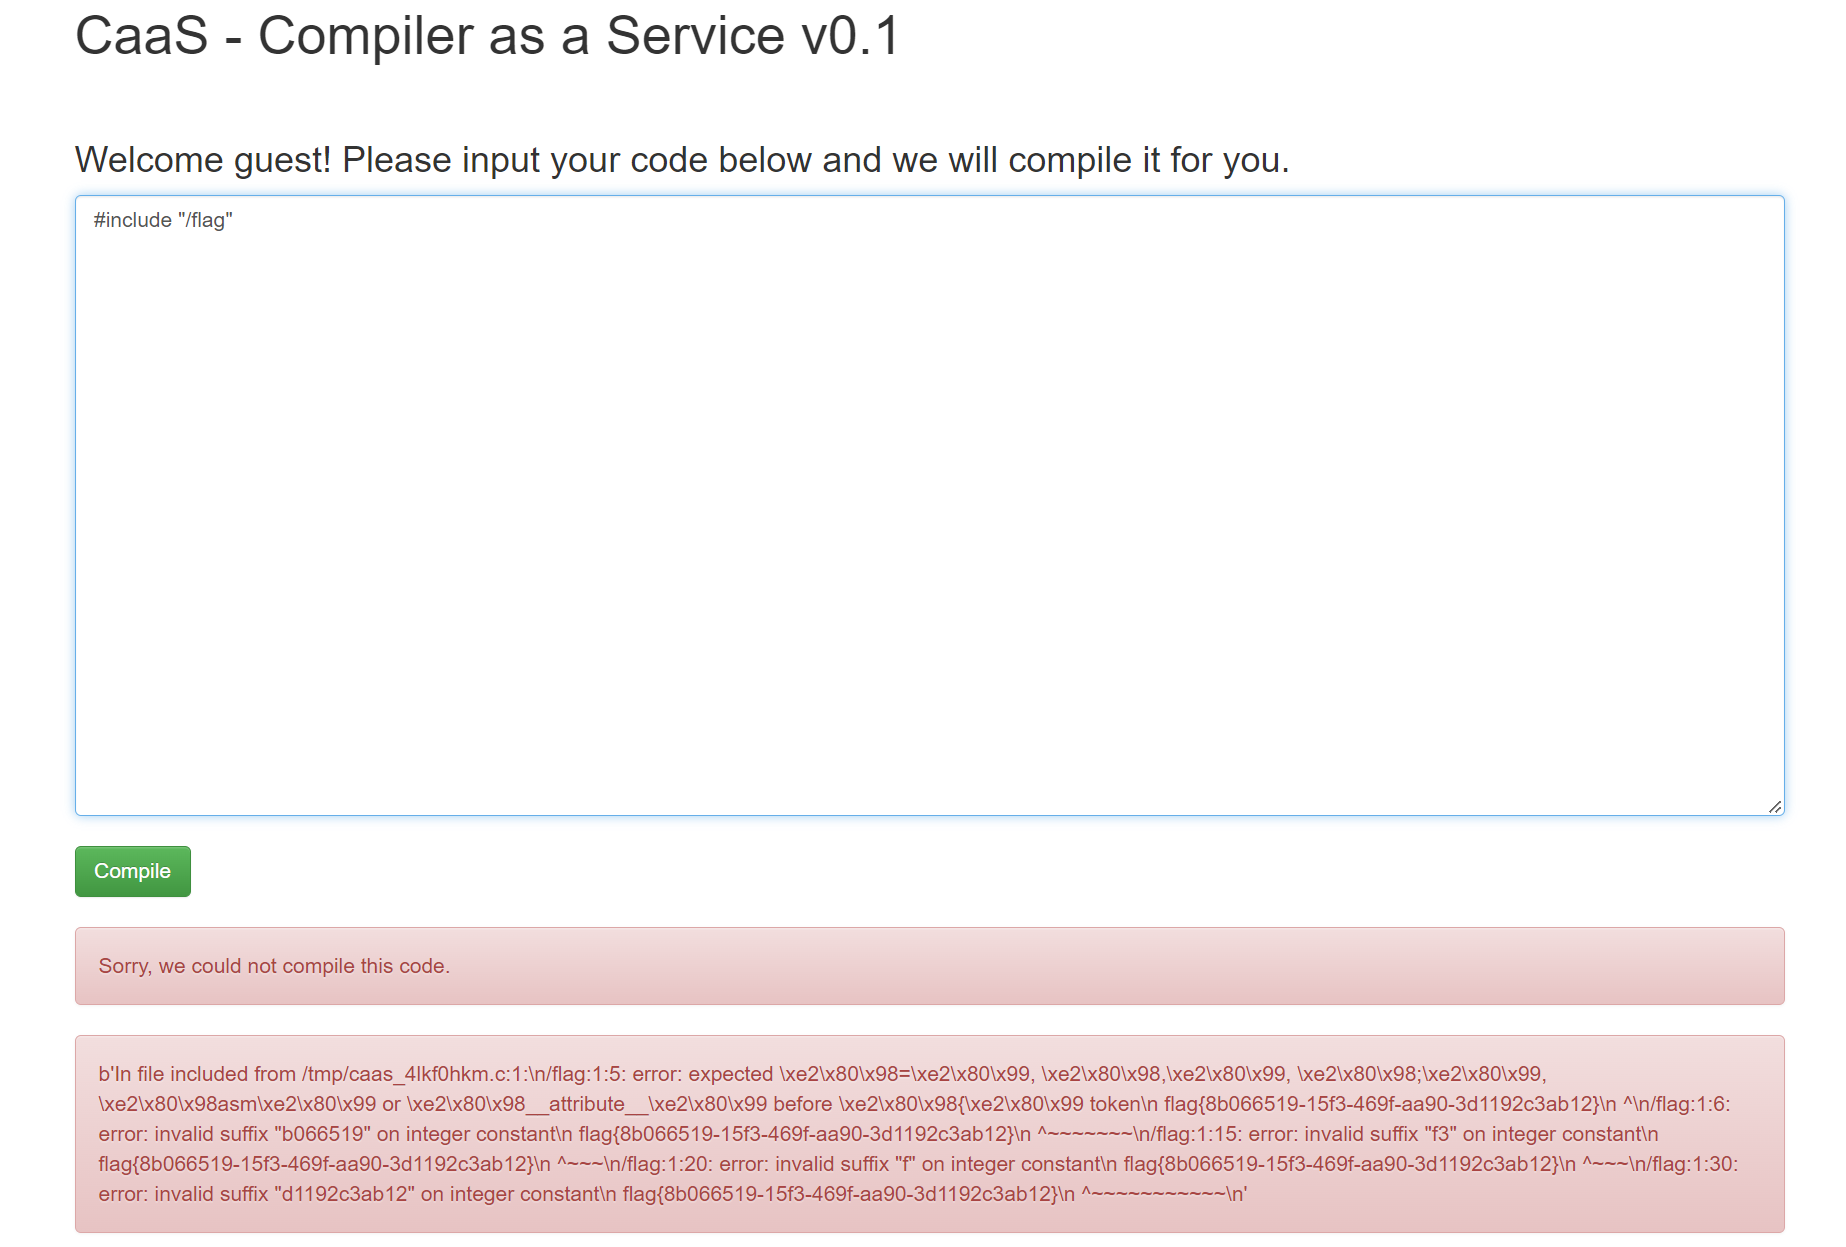 CaaS - Compiler as a Service v0.1
Welcome guest! Please input your code below and we will compile it for you.
#include "/flag"
Compile
Sorry, we could not compile this code.
b'In file included from /tmp/caas_4lkf0hkm.c:1:\n/flag:1:5: error: expected \xe2\x80\x98=\xe2\x80\x99, \xe2\x80\x98,\xe2\x80\x99, \xe2\x80\x98;\xe2\x80\x99,
\xe2\x80\x98asm\xe2\x80\x99 or \xe2\x80\x98__attribute__\xe2\x80\x99 before \xe2\x80\x98{\xe2\x80\x99 token\n flag{8b066519-15f3-469f-aa90-3d1192c3ab12}\n ^\n/flag:1:6:
error: invalid suffix "b066519" on integer constant\n flag{8b066519-15f3-469f-aa90-3d1192c3ab12}\n ^~~~~~~~\n/flag:1:15: error: invalid suffix "f3" on integer constant\n
flag{8b066519-15f3-469f-aa90-3d1192c3ab12}\n ^~~~\n/flag:1:20: error: invalid suffix "f" on integer constant\n flag{8b066519-15f3-469f-aa90-3d1192c3ab12}\n ^~~~\n/flag:1:30:
error: invalid suffix "d1192c3ab12" on integer constant\n flag{8b066519-15f3-469f-aa90-3d1192c3ab12}\n ^~~~~~~~~~~~\n'